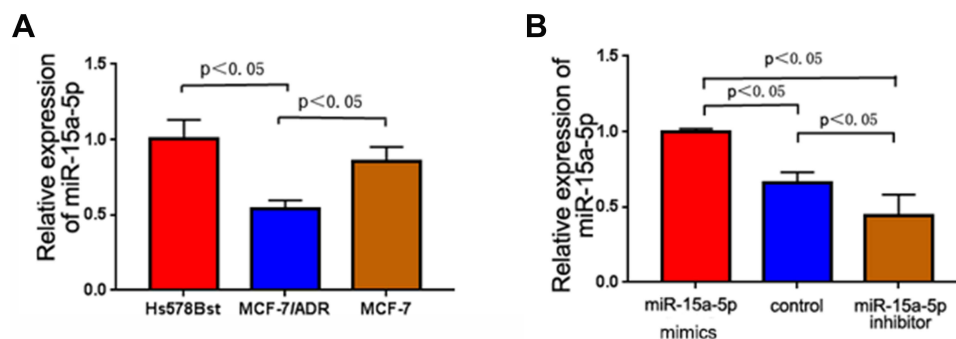 A
Relative expression
of miR-15a-5p
1.5
1.0
0.5
0.0
p<0.05
p<0.05
Hs578Bst
MCF-7/ADR
MCF-7
B
Relative expression of
miR-15a-5p
1.5
1.0
0.5
0.0
p<0.05
p<0.05
p<0.05
miR-15a-5p
mimics
control
miR-15a-5p
inhibitor